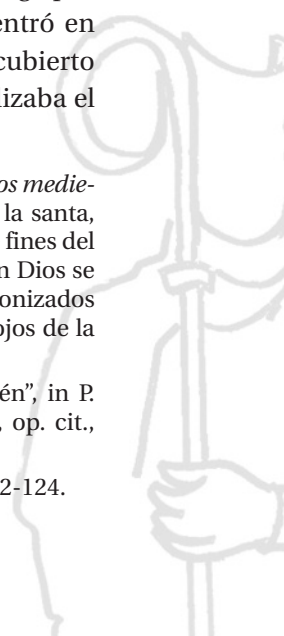 entró en
cubierto
izaba el
os medie-
la santa,
fines del
n Dios se
onizados
ojos de la
én”, in P.
, op. cit.,
2-124.